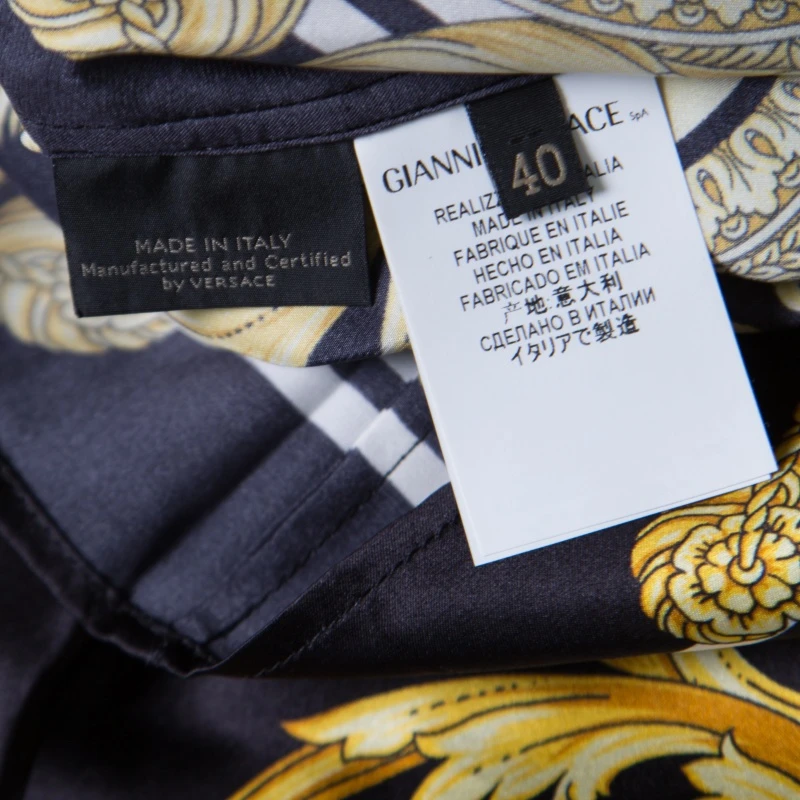 MADE IN ITALY
Manufactured and Certified
by VERSACE
GIANNI ACE SpA
40
REALIZ ALIA
MADE IN ITALY
FABRIQUE EN ITALIE
HECHO EN ITALIA
FABRICADO EM ITALIA
产地:意大利
СДЕЛАНО В ИТАЛИИ
イタリアで製造